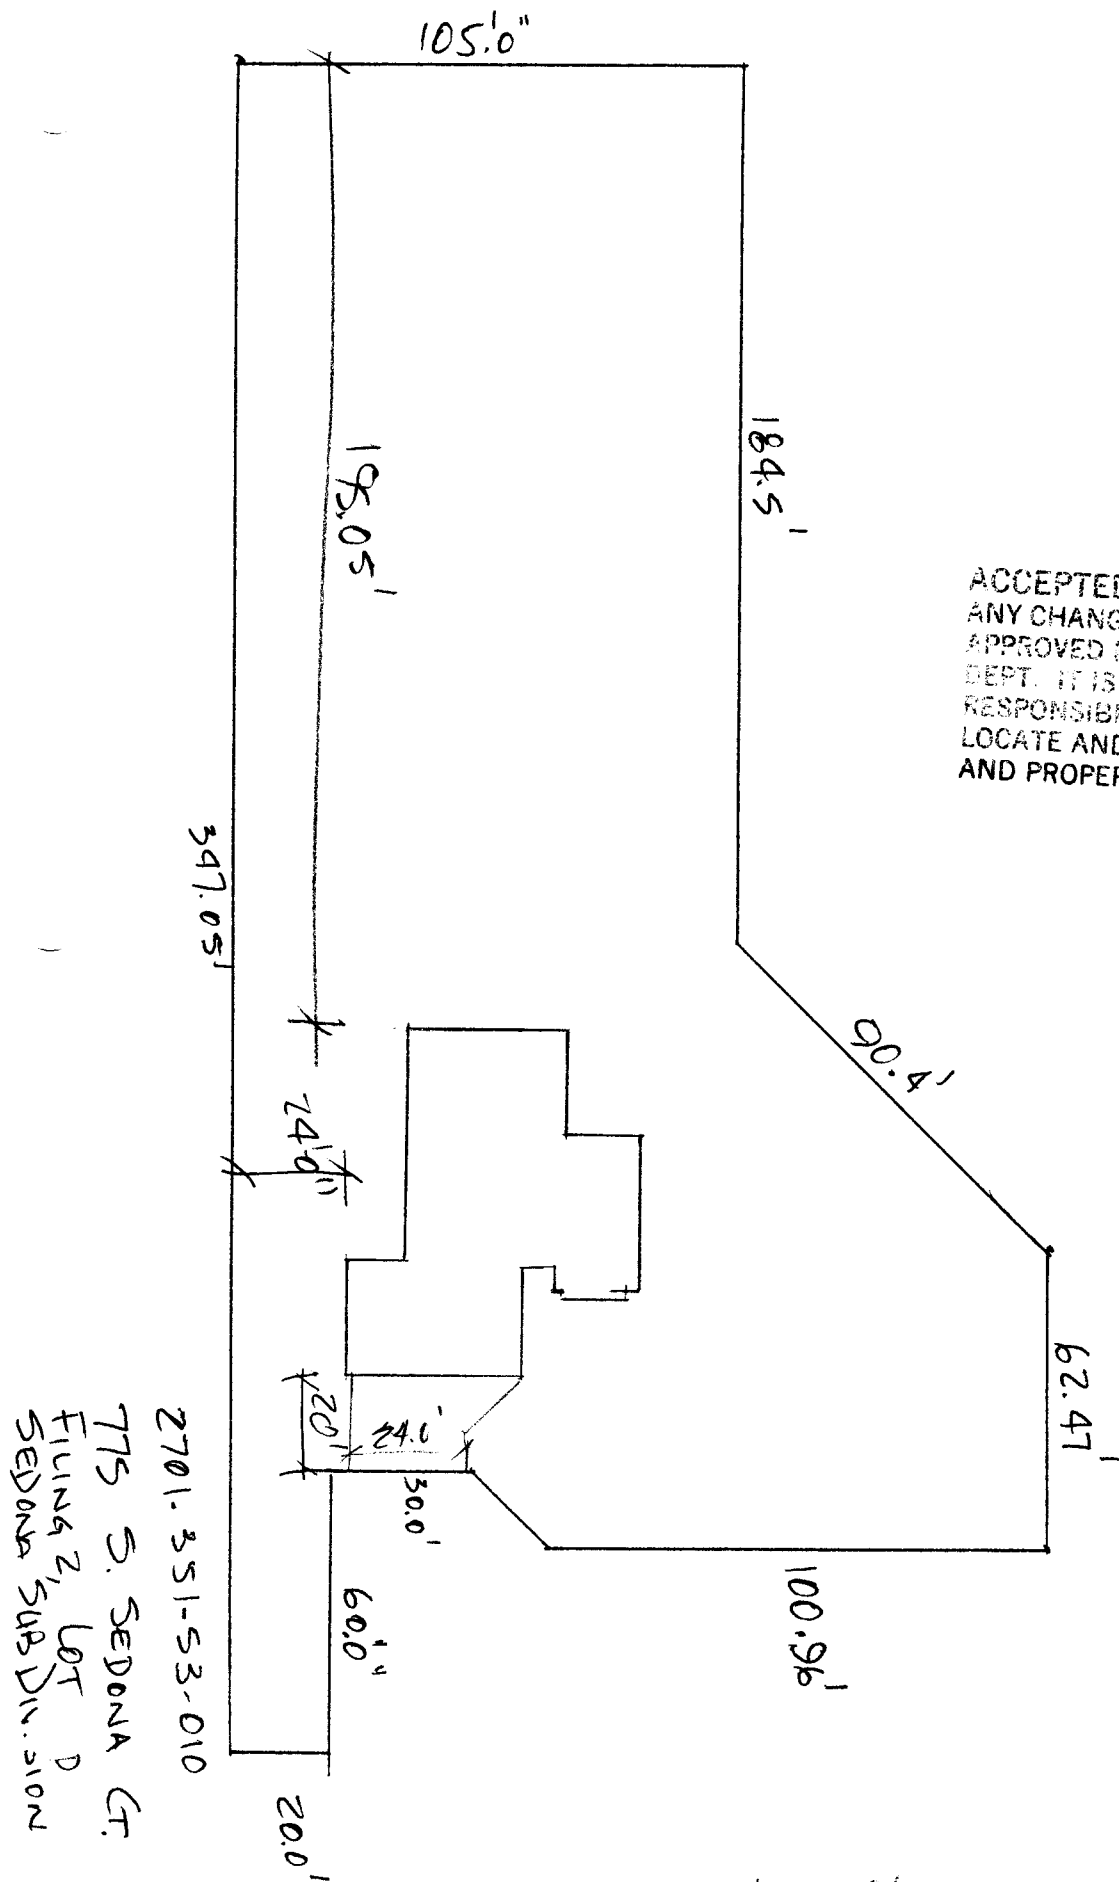 105'0"
184.5'
195.05'
ACCEPTED
ANY CHANG
APPROVED
DEPT. IT IS
RESPONSIB
LOCATE AND
AND PROPER
347.05'
90.4'
24'0"
62.47'
20'
24.0'
30.0'
100.96'
60'0"
20.0'
2701-351-53-010
775 S. SEDONA CT.
FILING 2, LOT D
SEDONA SUBDIVISION